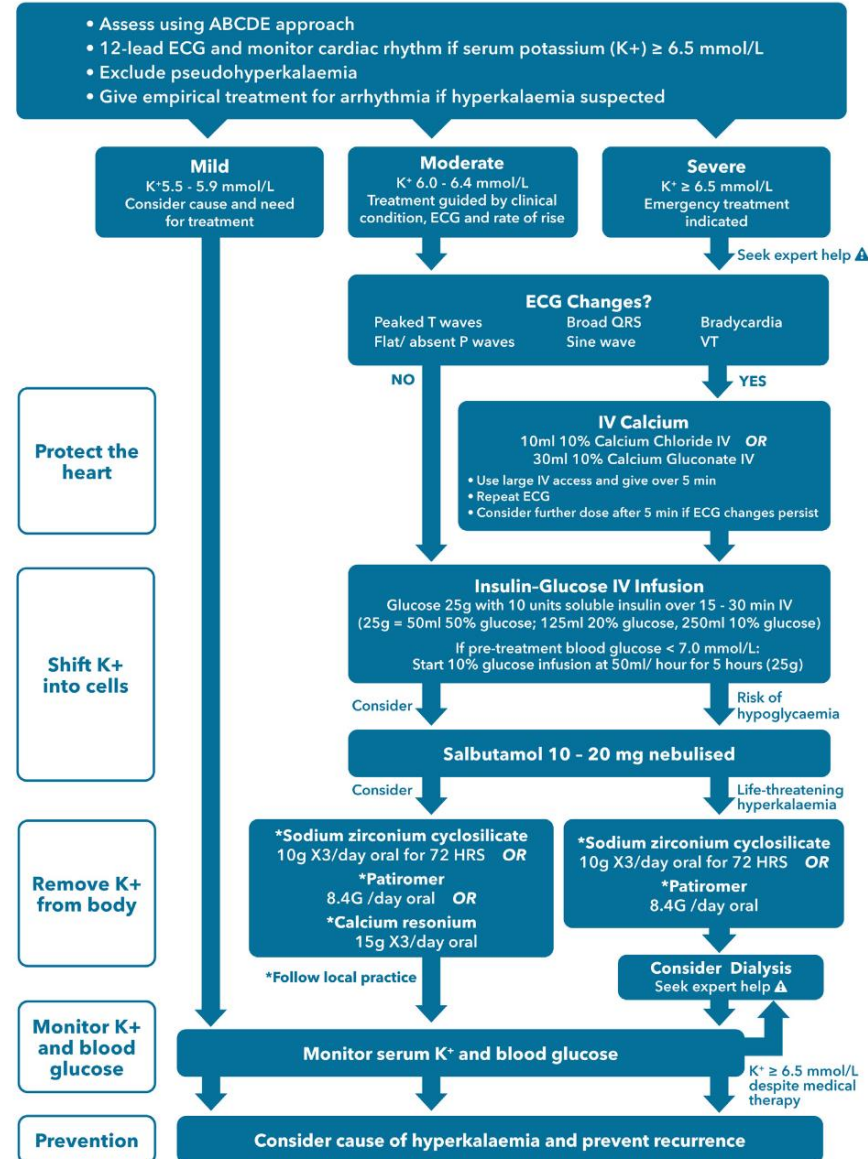 • Assess using ABCDE approach
• 12-lead ECG and monitor cardiac rhythm if serum potassium (K+) ≥ 6.5 mmol/L
• Exclude pseudohyperkalaemia
• Give empirical treatment for arrhythmia if hyperkalaemia suspected
Mild
K⁺5.5 - 5.9 mmol/L
Consider cause and need
for treatment
Moderate
K⁺ 6.0 - 6.4 mmol/L
Treatment guided by clinical
condition, ECG and rate of rise
Severe
K⁺ ≥ 6.5 mmol/L
Emergency treatment
indicated
Seek expert help ⚠
ECG Changes?
Peaked T waves Broad QRS Bradycardia
Flat/ absent P waves Sine wave VT
NO
YES
Protect the
heart
IV Calcium
10ml 10% Calcium Chloride IV OR
30ml 10% Calcium Gluconate IV
• Use large IV access and give over 5 min
• Repeat ECG
• Consider further dose after 5 min if ECG changes persist
Shift K+
into cells
Insulin–Glucose IV Infusion
Glucose 25g with 10 units soluble insulin over 15 - 30 min IV
(25g = 50ml 50% glucose; 125ml 20% glucose, 250ml 10% glucose)
If pre-treatment blood glucose < 7.0 mmol/L:
Start 10% glucose infusion at 50ml/ hour for 5 hours (25g)
Consider
Risk of
hypoglycaemia
Salbutamol 10 – 20 mg nebulised
Consider
Life-threatening
hyperkalaemia
Remove K+
from body
*Sodium zirconium cyclosilicate
10g X3/day oral for 72 HRS OR
*Patiromer
8.4G /day oral OR
*Calcium resonium
15g X3/day oral
*Sodium zirconium cyclosilicate
10g X3/day oral for 72 HRS OR
*Patiromer
8.4G /day oral
*Follow local practice
Consider Dialysis
Seek expert help ⚠
Monitor K+
and blood
glucose
Monitor serum K⁺ and blood glucose
K⁺ ≥ 6.5 mmol/L
despite medical
therapy
Prevention
Consider cause of hyperkalaemia and prevent recurrence